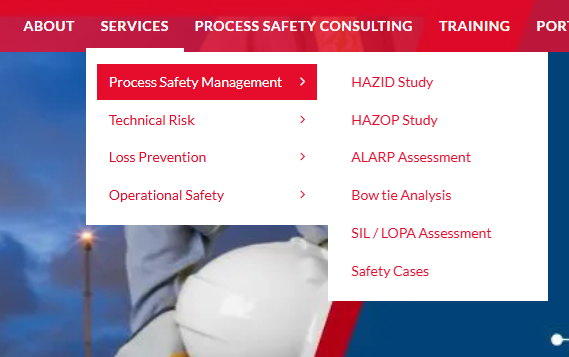 ABOUT SERVICES PROCESS SAFETY CONSULTING TRAINING
Process Safety Management
Technical Risk
Loss Prevention
Operational Safety
HAZID Study
HAZOP Study
ALARP Assessment
Bow tie Analysis
SIL / LOPA Assessment
Safety Cases